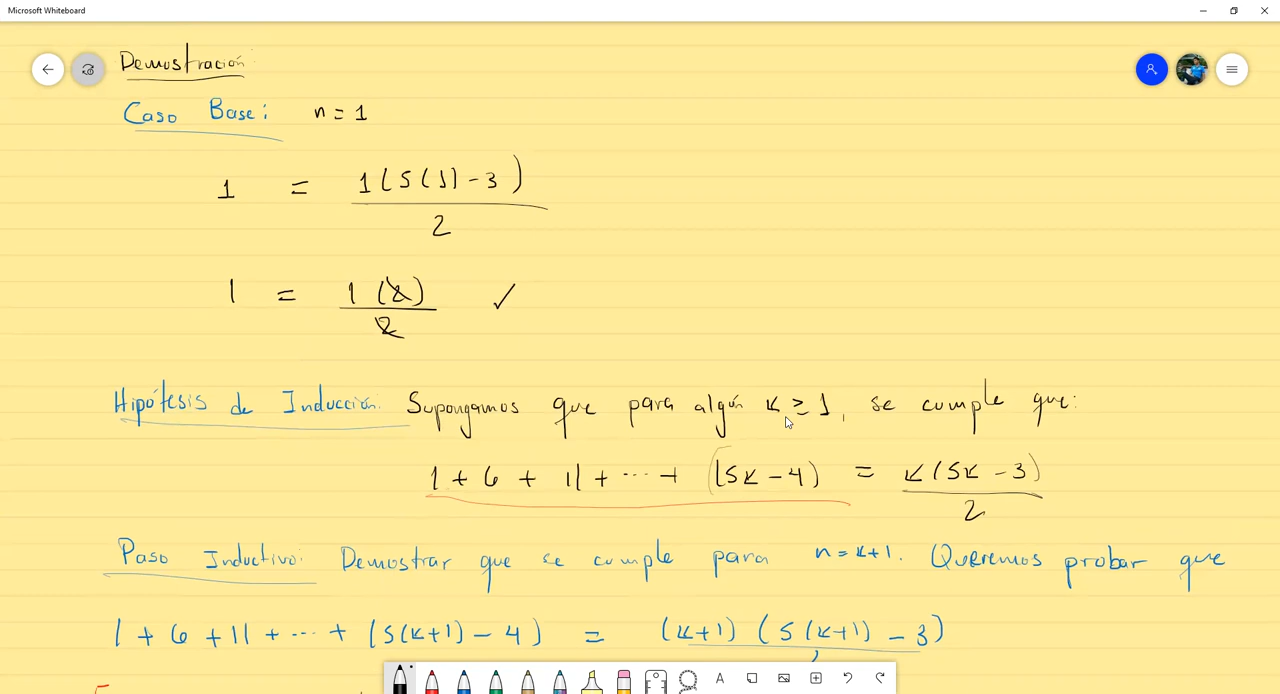 Microsoft Whiteboard
Demostración:
Caso Base: n = 1
1 = 1(5(1)-3)
2
1 = 1 (2) ✓
2
Hipótesis de Inducción: Supongamos que para algún k ≥ 1, se cumple que:
1 + 6 + 11 + ... + (5k-4) = k(5k-3)
2
Paso Inductivo: Demostrar que se cumple para n = k+1. Queremos probar que
1 + 6 + 11 + ... + (5(k+1) - 4) = (k+1) (5(k+1) - 3)